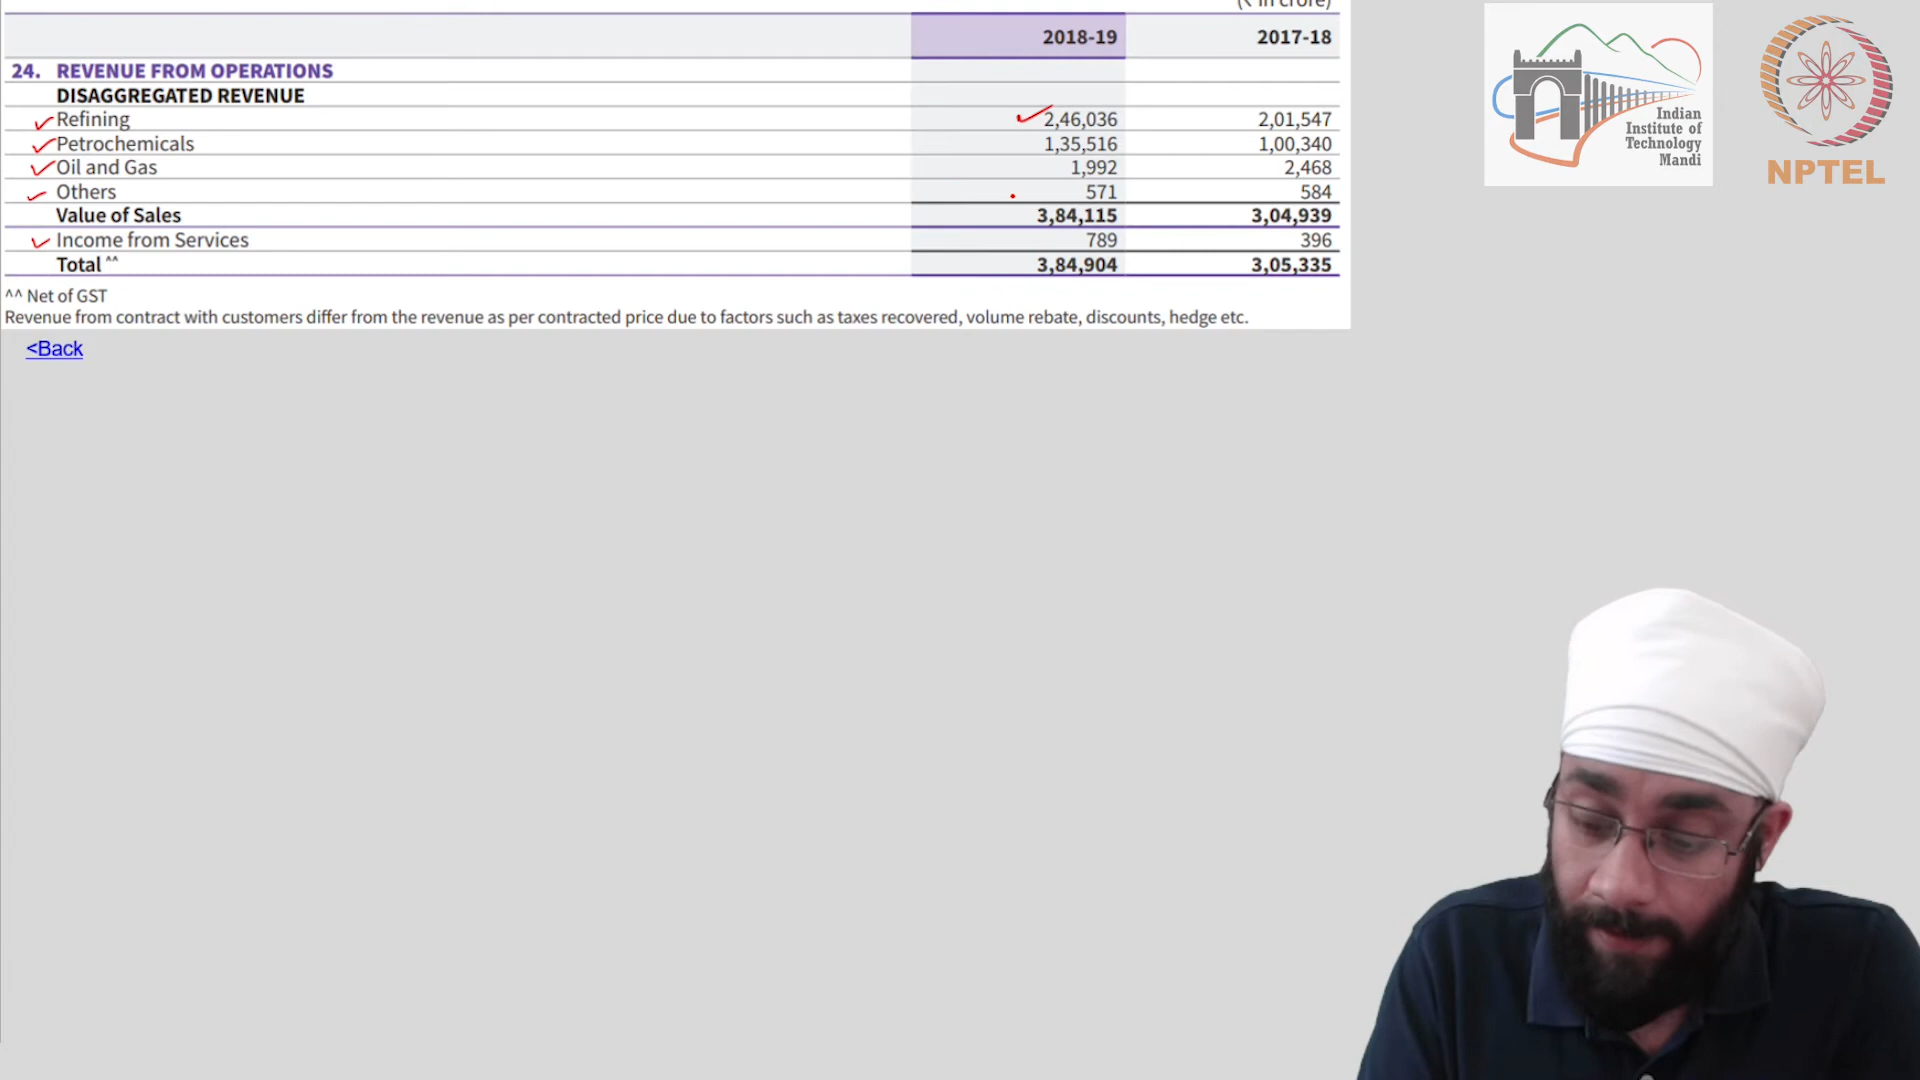 (₹ in crore)
2018-19 2017-18
24. REVENUE FROM OPERATIONS
DISAGGREGATED REVENUE
Refining 2,46,036 2,01,547
Petrochemicals 1,35,516 1,00,340
Oil and Gas 1,992 2,468
Others 571 584
Value of Sales 3,84,115 3,04,939
Income from Services 789 396
Total ^^ 3,84,904 3,05,335
^^ Net of GST
Revenue from contract with customers differ from the revenue as per contracted price due to factors such as taxes recovered, volume rebate, discounts, hedge etc.
<Back
Indian
Institute of
Technology
Mandi
NPTEL